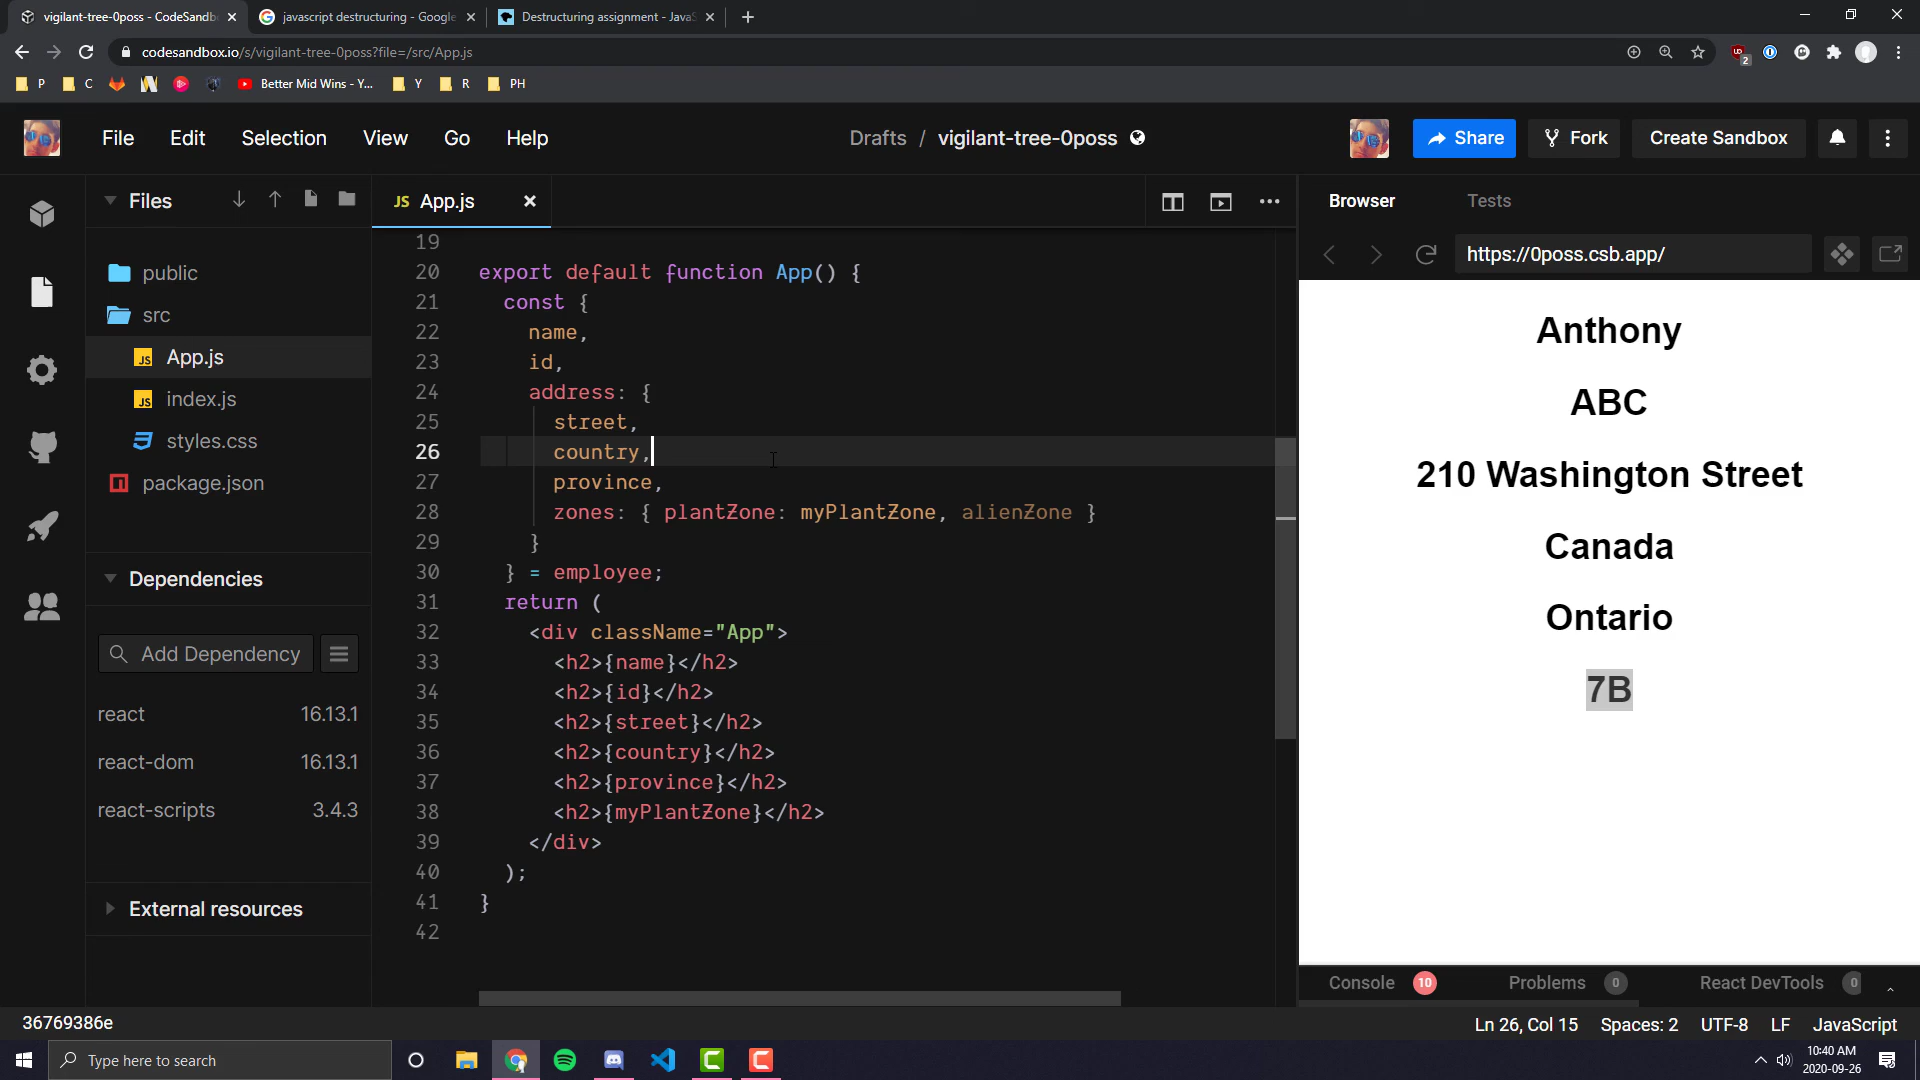 vigilant-tree-0poss - CodeSandb
javascript destructuring - Google
Destructuring assignment - JavaS
codesandbox.io/s/vigilant-tree-0poss?file=/src/App.js
2
P
C
Better Mid Wins - Y...
Y
R
PH
File
Edit
Selection
View
Go
Help
Drafts / vigilant-tree-0poss
Share
Fork
Create Sandbox
Files
JS App.js
Browser
Tests
https://0poss.csb.app/
public
src
App.js
index.js
styles.css
package.json
Dependencies
Add Dependency
react 16.13.1
react-dom 16.13.1
react-scripts 3.4.3
External resources
19
20 export default function App() {
21 const {
22 name,
23 id,
24 address: {
25 street,
26 country,
27 province,
28 zones: { plantZone: myPlantZone, alienZone }
29 }
30 } = employee;
31 return (
32 <div className="App">
33 <h2>{name}</h2>
34 <h2>{id}</h2>
35 <h2>{street}</h2>
36 <h2>{country}</h2>
37 <h2>{province}</h2>
38 <h2>{myPlantZone}</h2>
39 </div>
40 );
41 }
42
Anthony
ABC
210 Washington Street
Canada
Ontario
7B
Console 10
Problems 0
React DevTools 0
36769386e
Ln 26, Col 15
Spaces: 2
UTF-8
LF
JavaScript
Type here to search
10:40 AM
2020-09-26